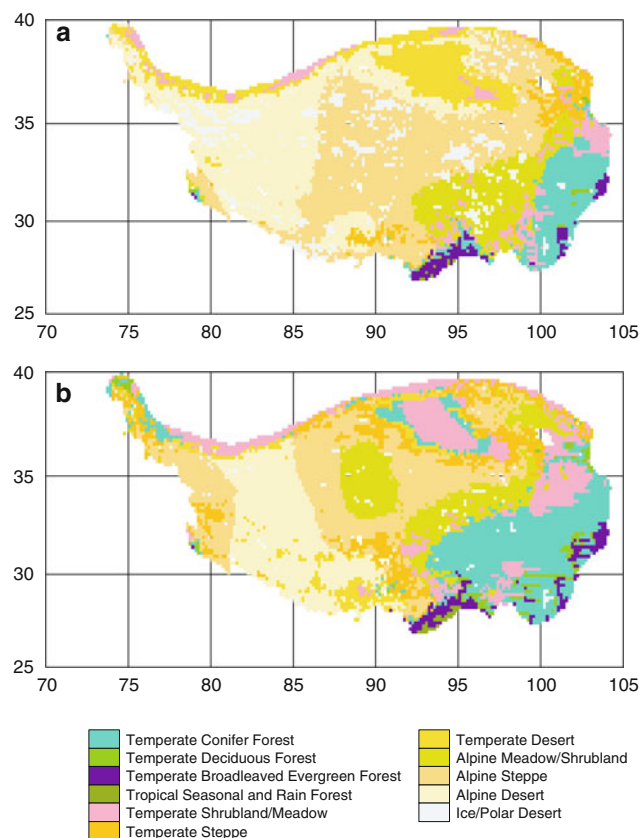 40
a
35
30
25
70 75 80 85 90 95 100 105
40
b
35
30
25
70 75 80 85 90 95 100 105
Temperate Conifer Forest
Temperate Deciduous Forest
Temperate Broadleaved Evergreen Forest
Tropical Seasonal and Rain Forest
Temperate Shrubland/Meadow
Temperate Steppe
Temperate Desert
Alpine Meadow/Shrubland
Alpine Steppe
Alpine Desert
Ice/Polar Desert